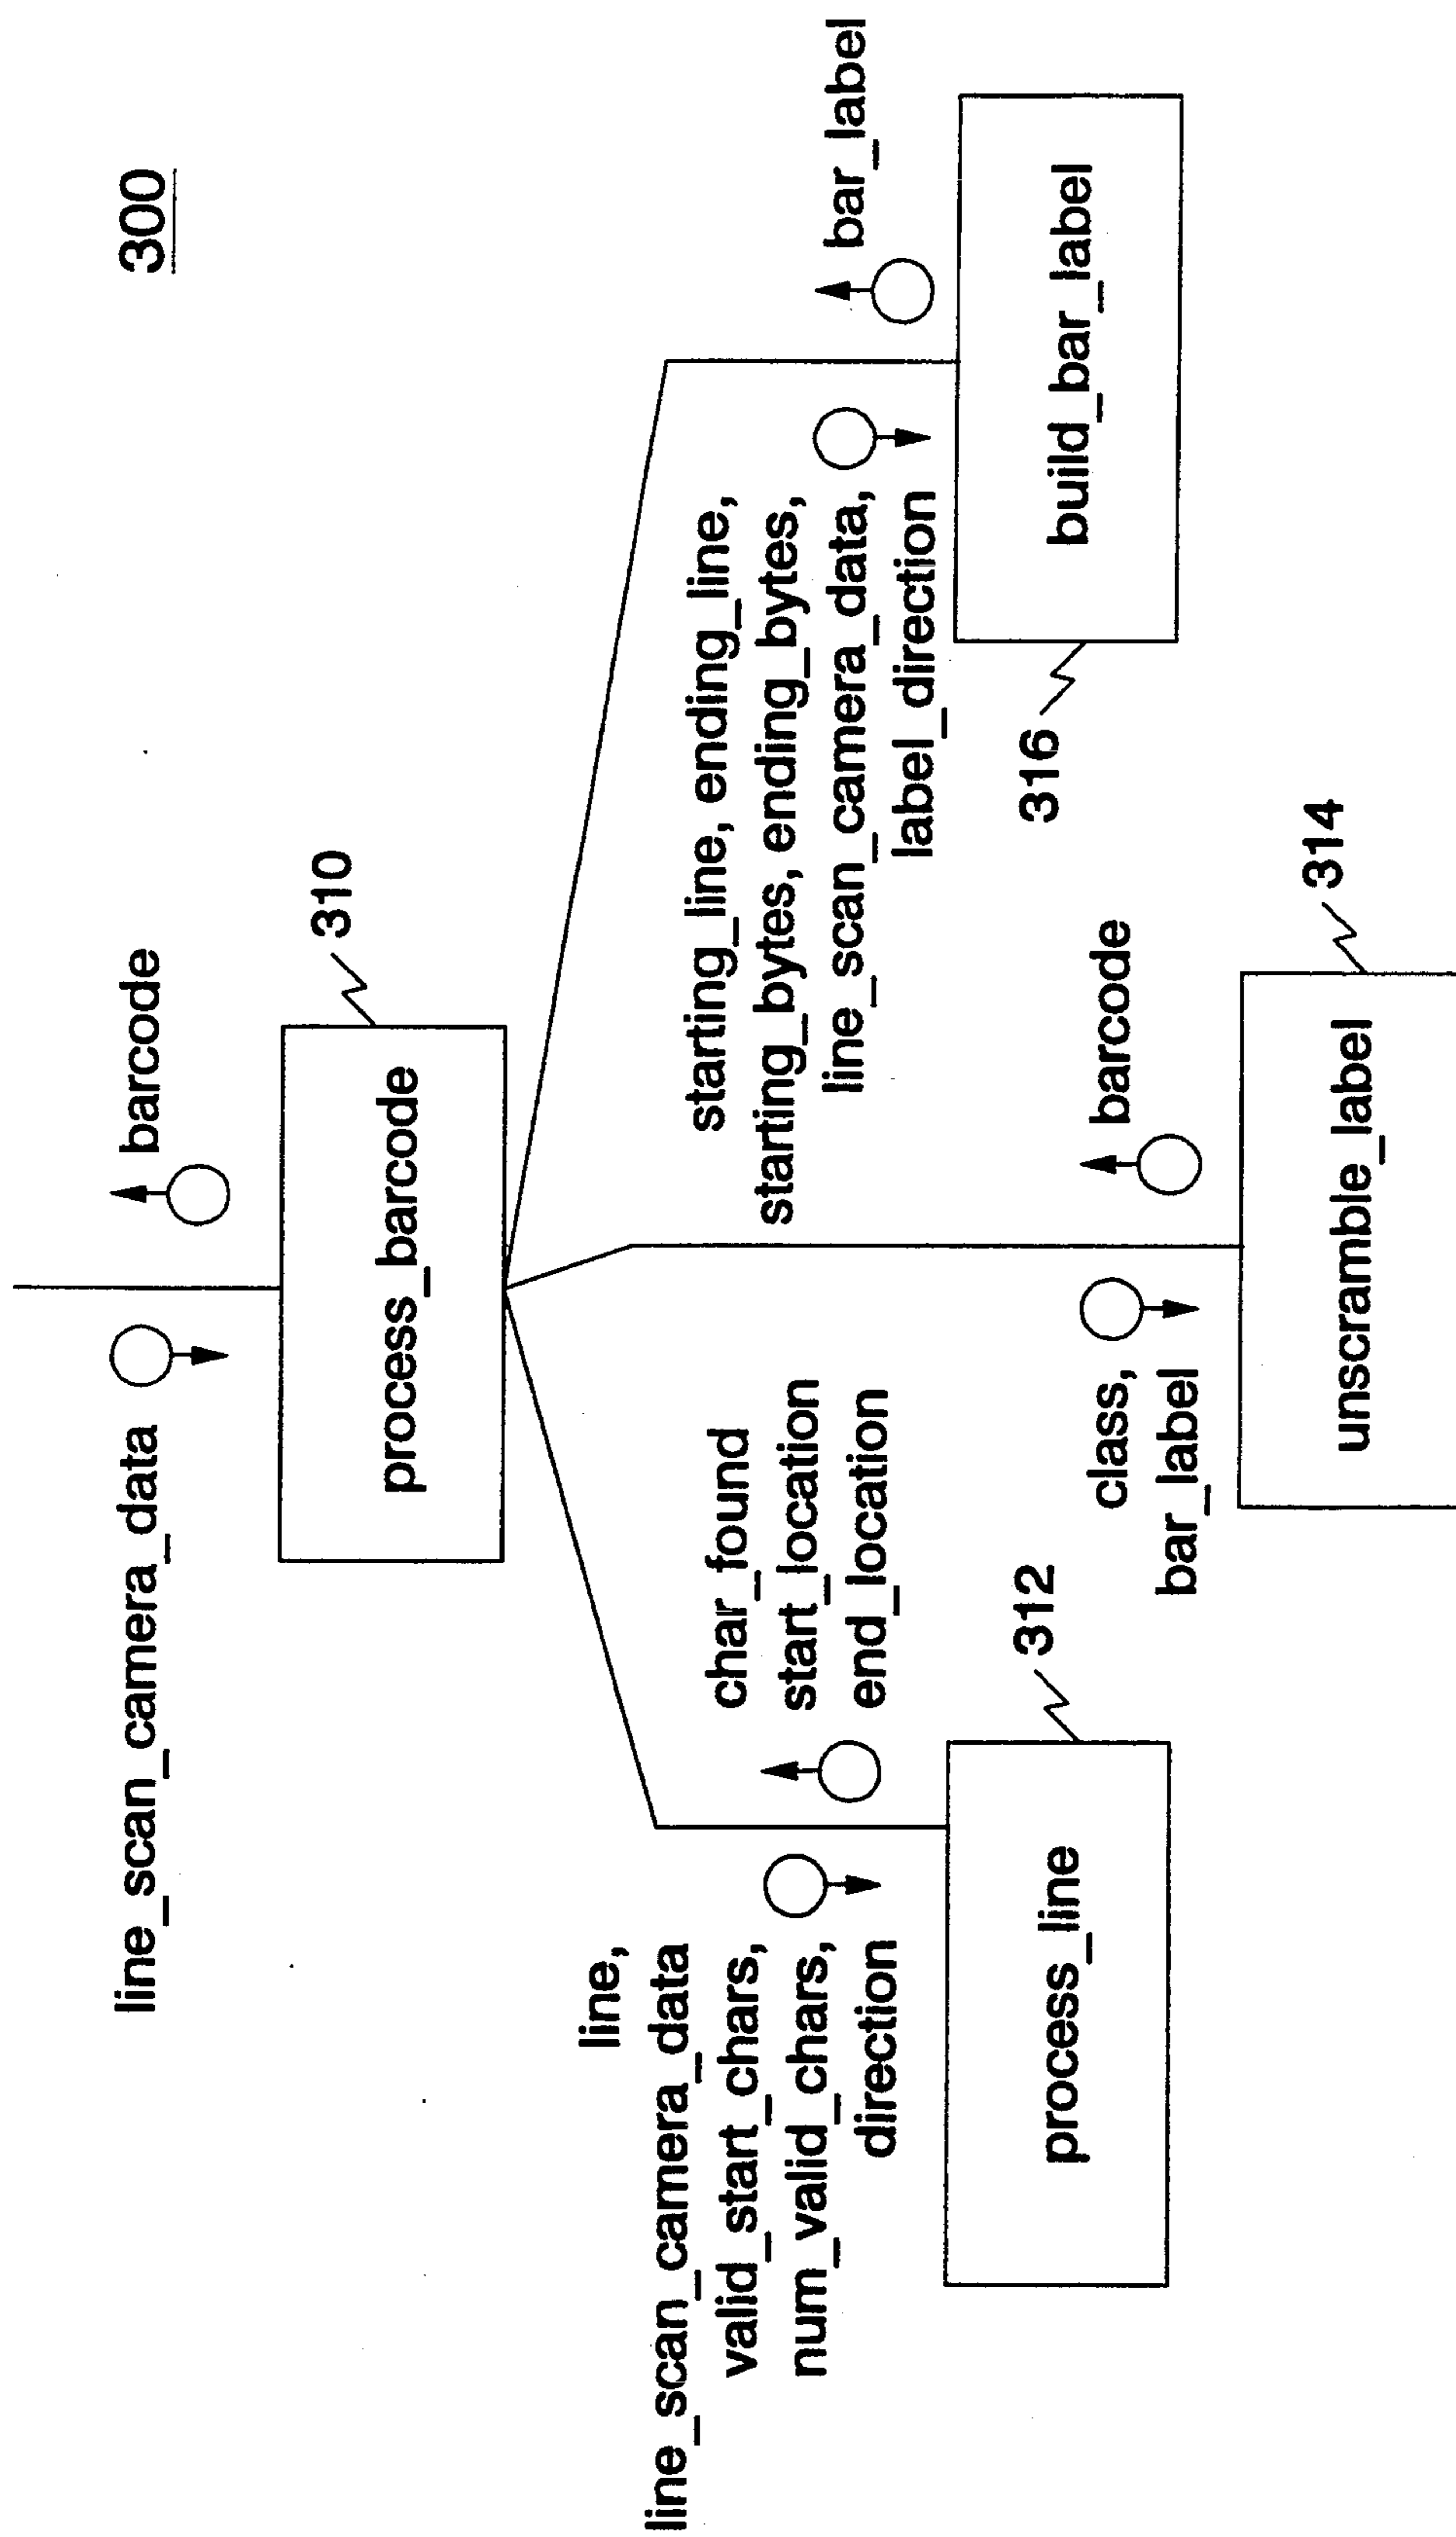 300
line_scan_camera_data
barcode
process_barcode
310
line,
line_scan_camera_data
valid_start_chars,
num_valid_chars,
direction
char_found
start_location
end_location
process_line
312
class,
bar_label
barcode
unscramble_label
314
starting_line, ending_line,
starting_bytes, ending_bytes,
line_scan_camera_data,
label_direction
bar_label
build_bar_label
316